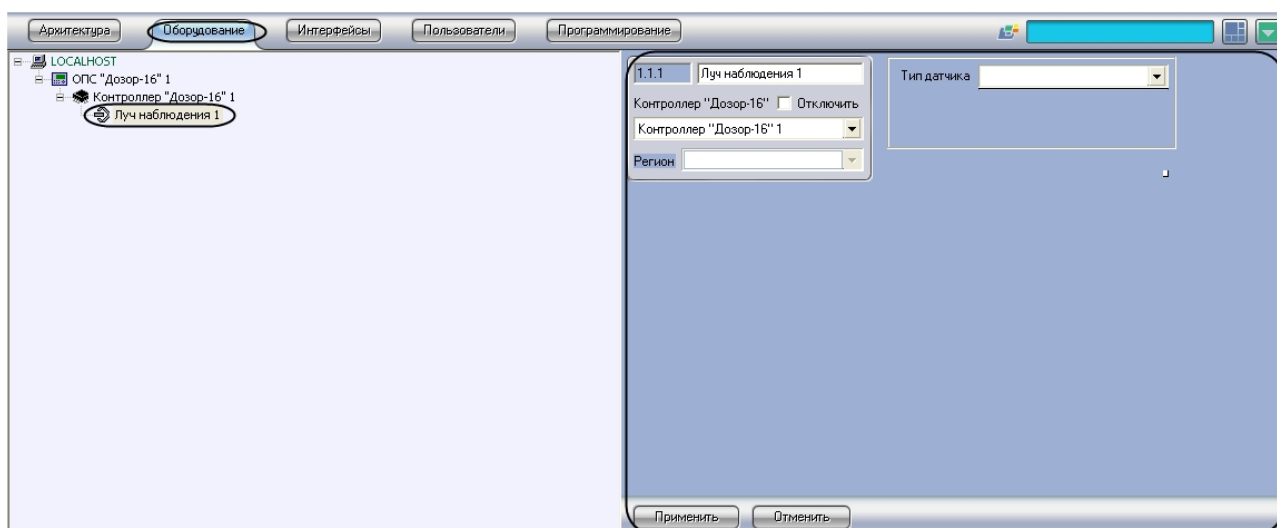 Архитектура Оборудование Интерфейсы Пользователи Программирование
LOCALHOST
ОПС "Дозор-16" 1
Контроллер "Дозор-16" 1
Луч наблюдения 1
1.1.1 Луч наблюдения 1
Контроллер "Дозор-16" Отключить
Контроллер "Дозор-16" 1
Регион
Тип датчика
Применить Отменить